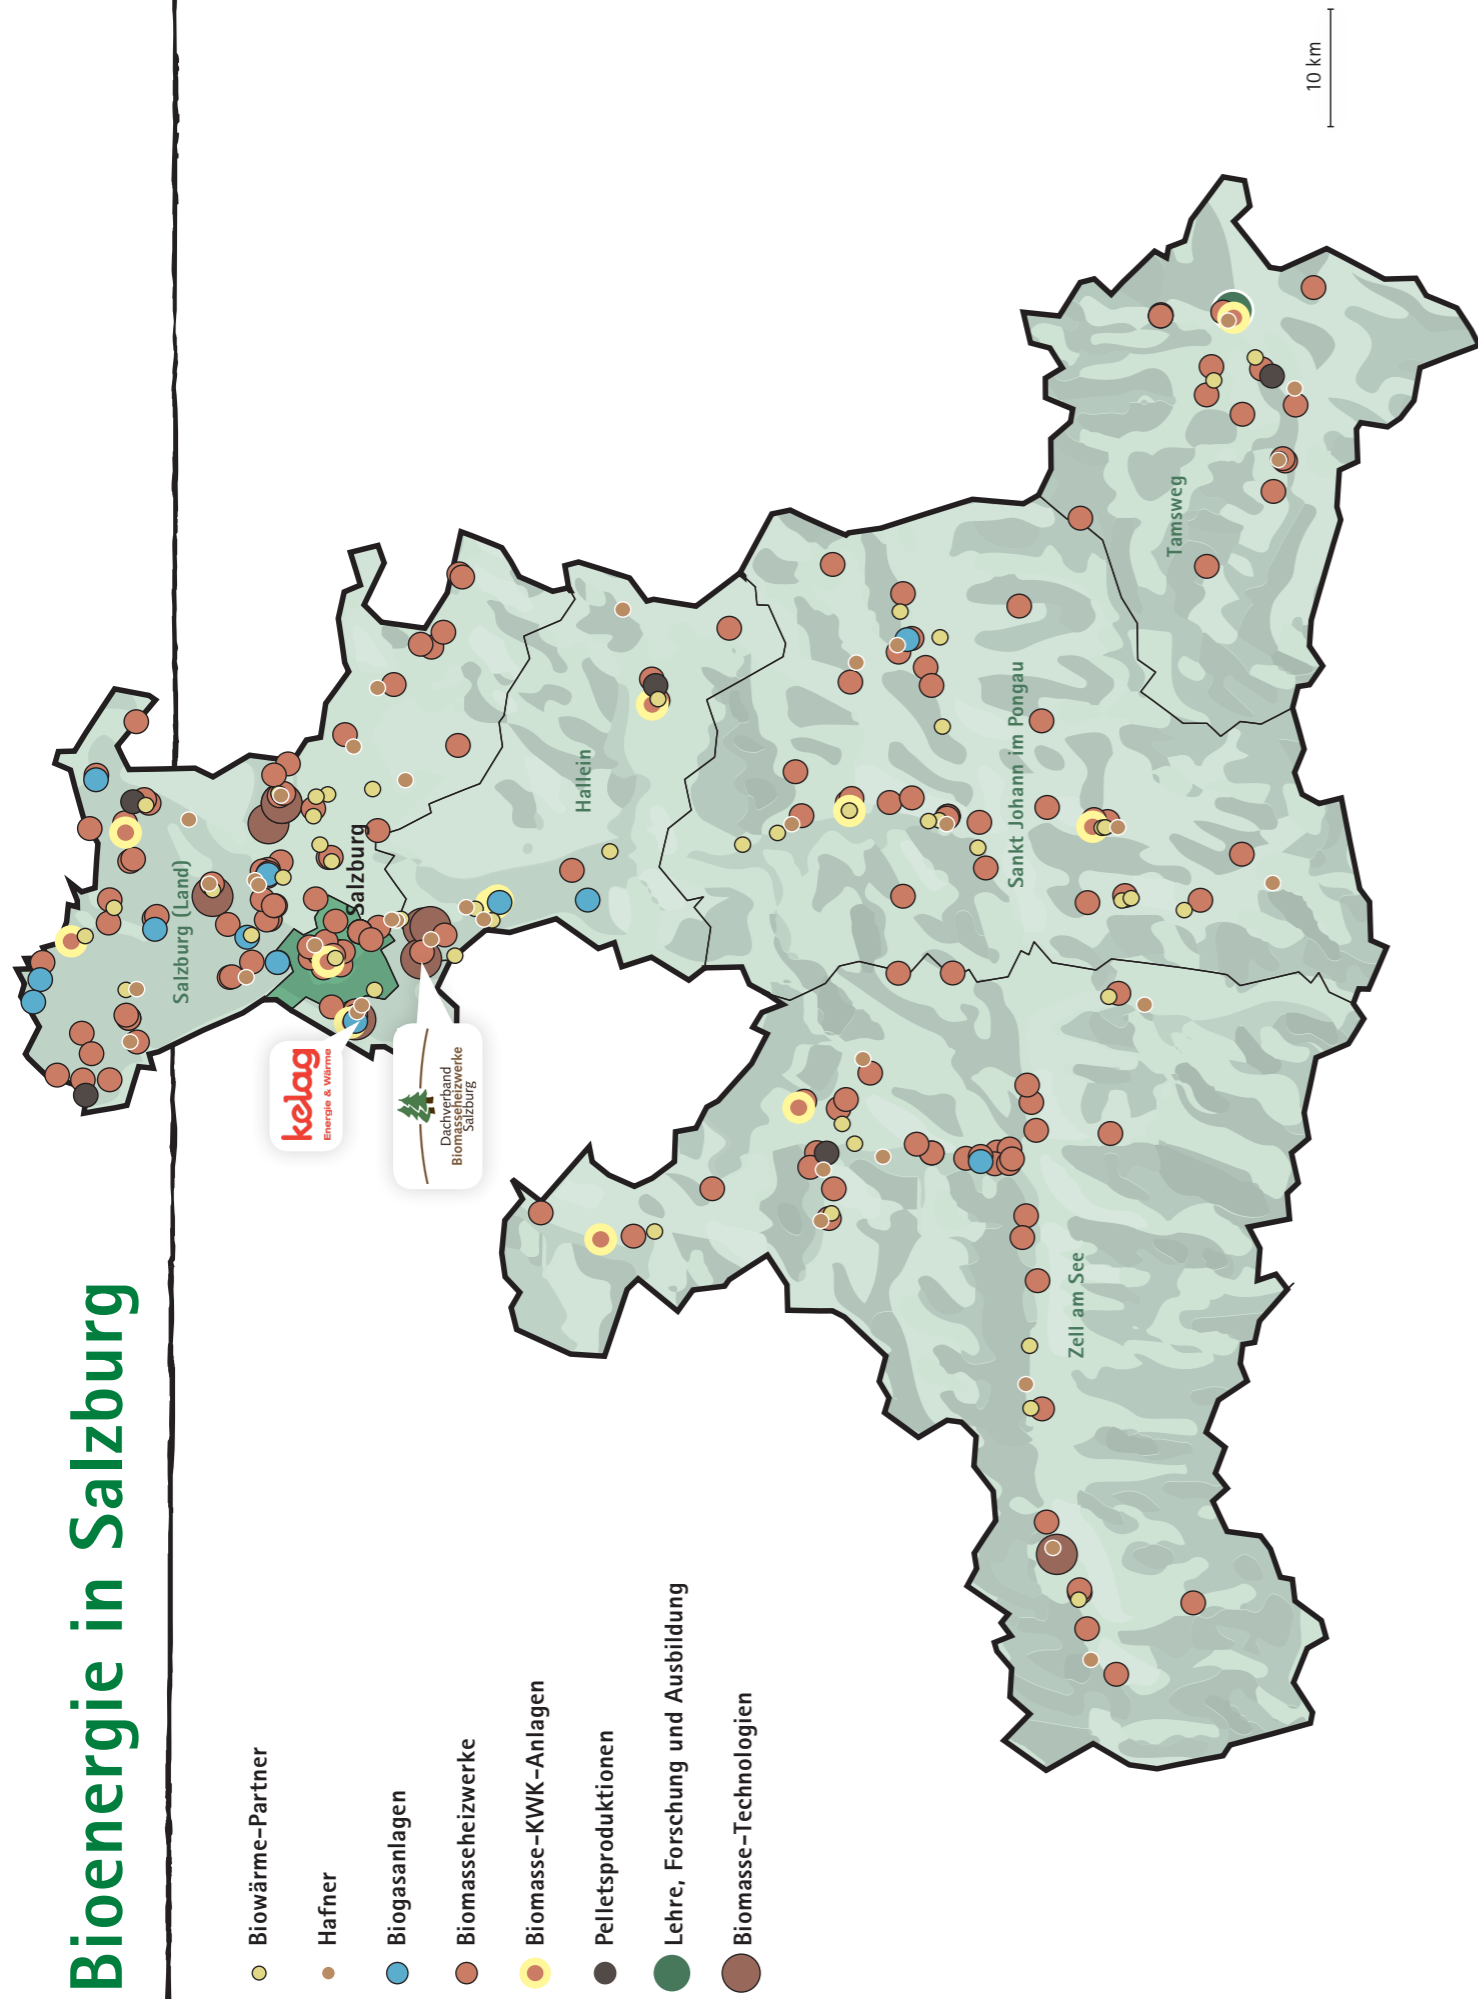 Bioenergie in Salzburg
Biowärme-Partner
Hafner
Biogasanlagen
Biomasseheizwerke
Biomasse-KWK-Anlagen
Pelletsproduktionen
Lehre, Forschung und Ausbildung
Biomasse-Technologien
kelag
Energie & Wärme
Dachverband
Biomasseheizwerke
Salzburg
Salzburg (Land)
Salzburg
Hallein
Sankt Johann im Pongau
Tamsweg
Zell am See
10 km